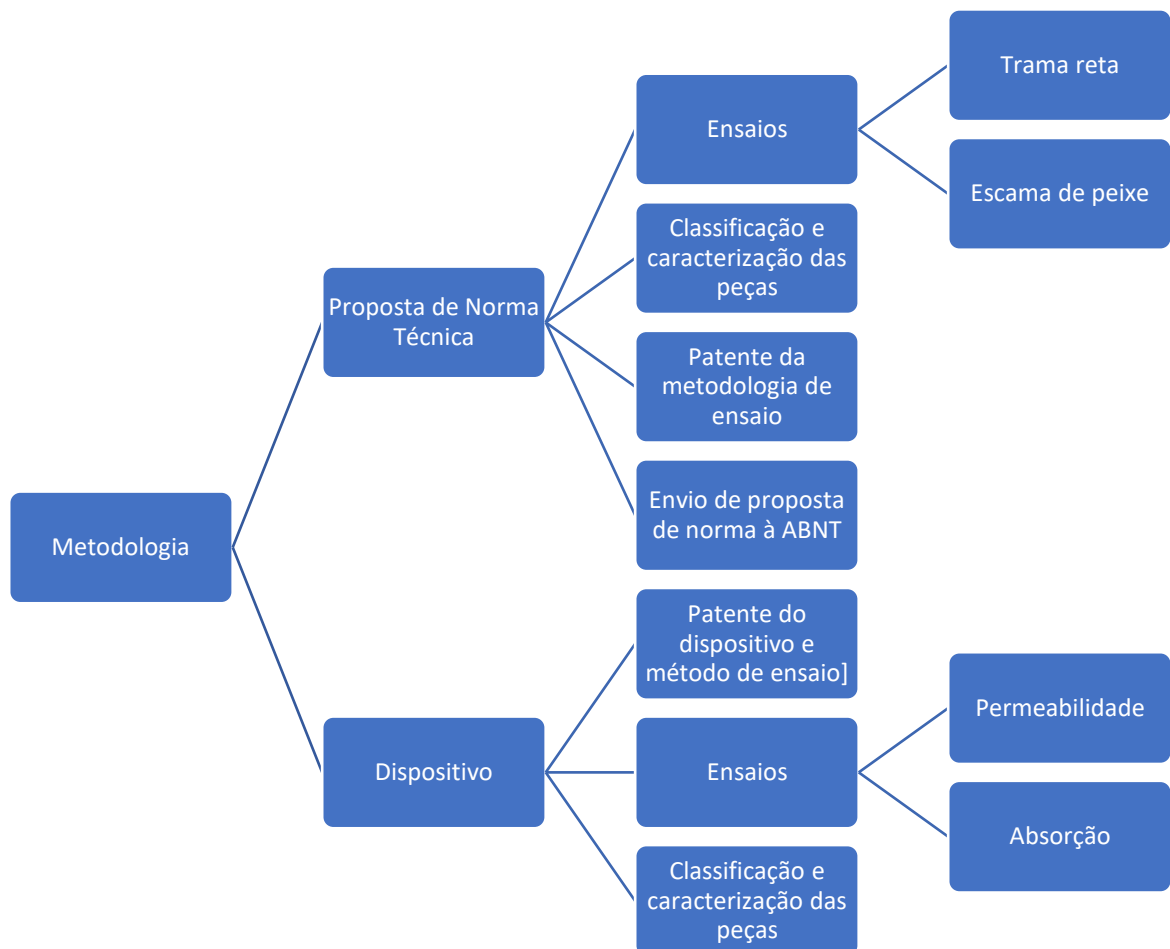 Metodologia
Proposta de Norma
Técnica
Ensaios
Trama reta
Escama de peixe
Classificação e
caracterização das
peças
Patente da
metodologia de
ensaio
Envio de proposta
de norma à ABNT
Dispositivo
Patente do
dispositivo e
método de ensaio]
Ensaios
Permeabilidade
Absorção
Classificação e
caracterização das
peças